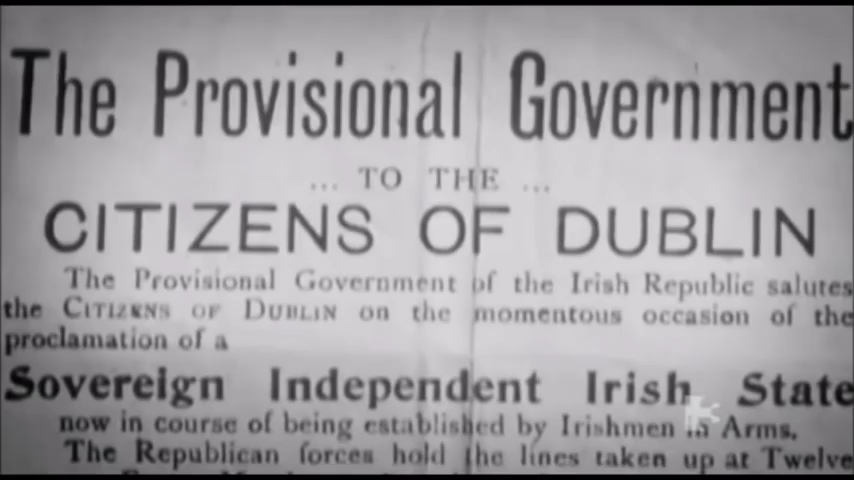 The Provisional Government
... TO THE ...
CITIZENS OF DUBLIN
The Provisional Government of the Irish Republic salutes
the CITIZENS OF DUBLIN on the momentous occasion of the
proclamation of a
Sovereign Independent Irish State
now in course of being established by Irishmen in Arms.
The Republican forces hold the lines taken up at Twelve